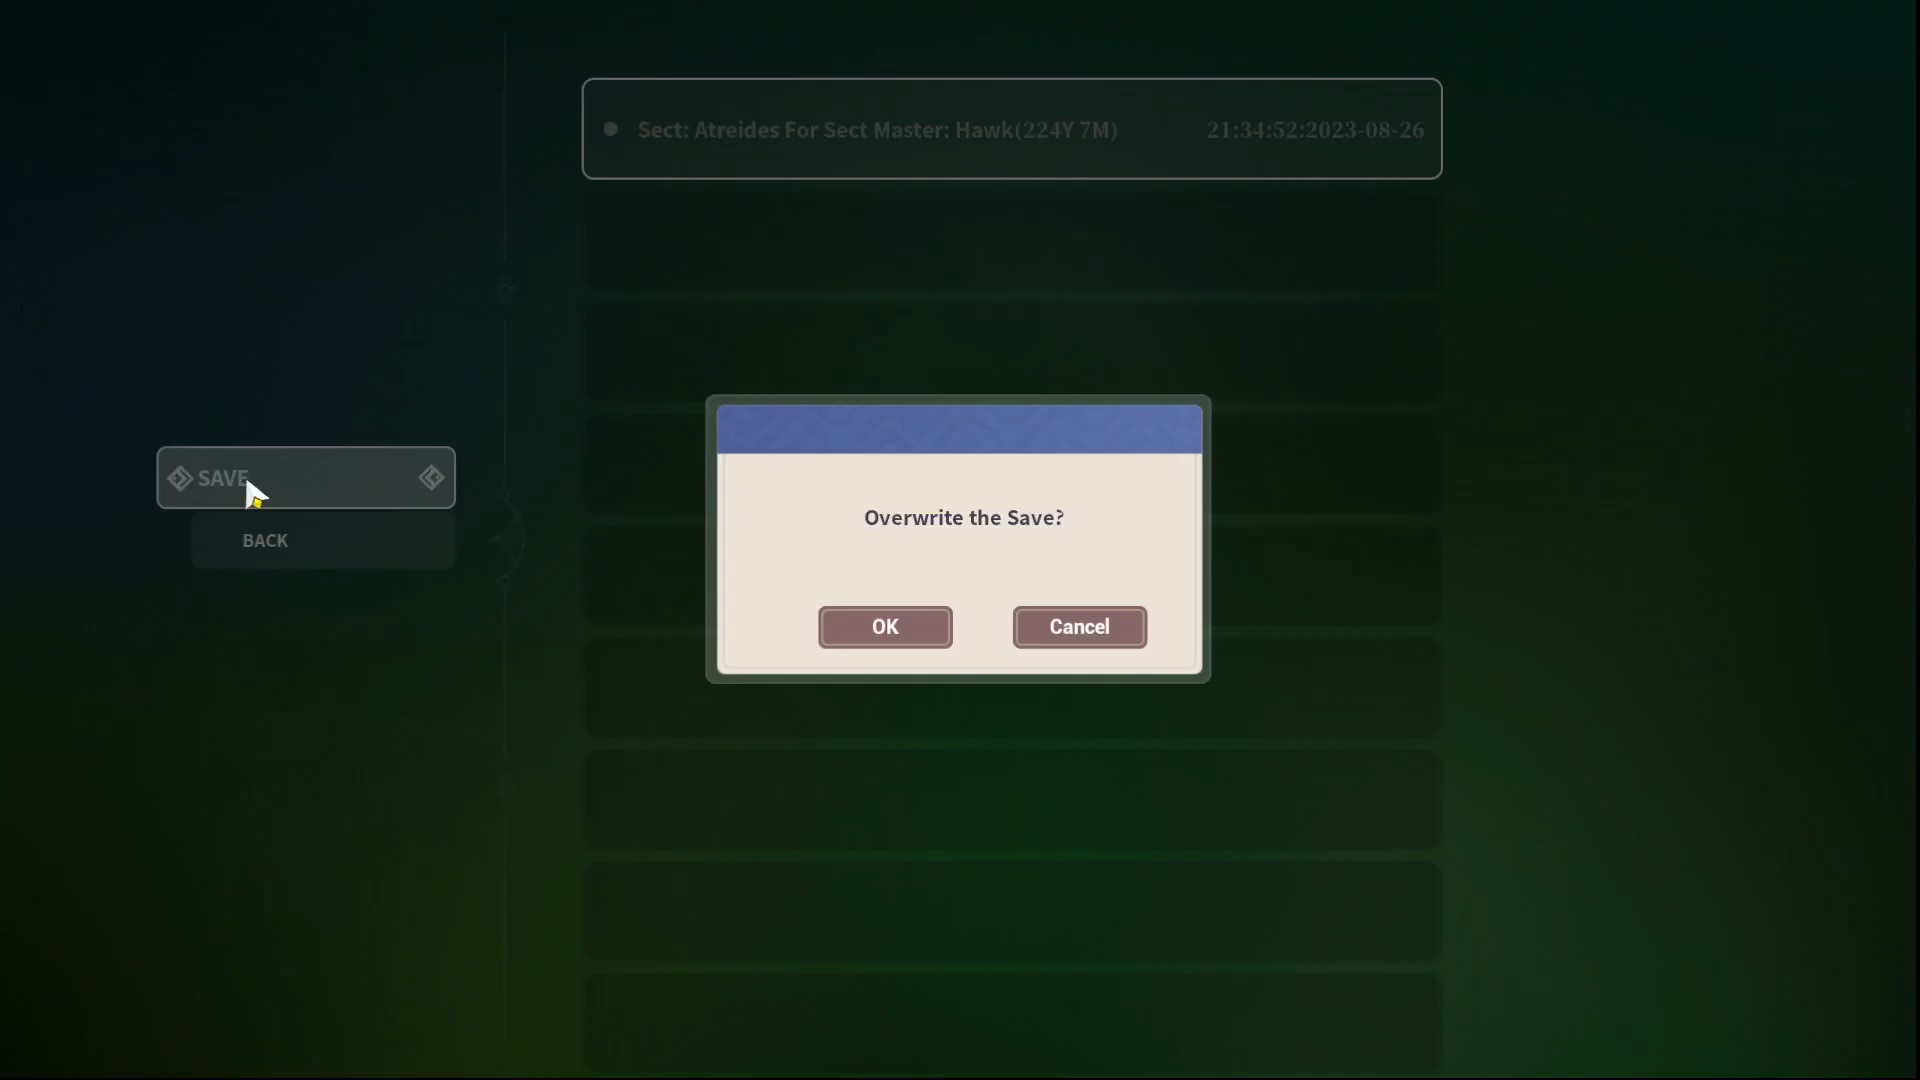 Sect: Atreides For Sect Master: Hawk(224Y 7M) 21:34:52:2023-08-26
SAVE
BACK
Overwrite the Save?
OK Cancel